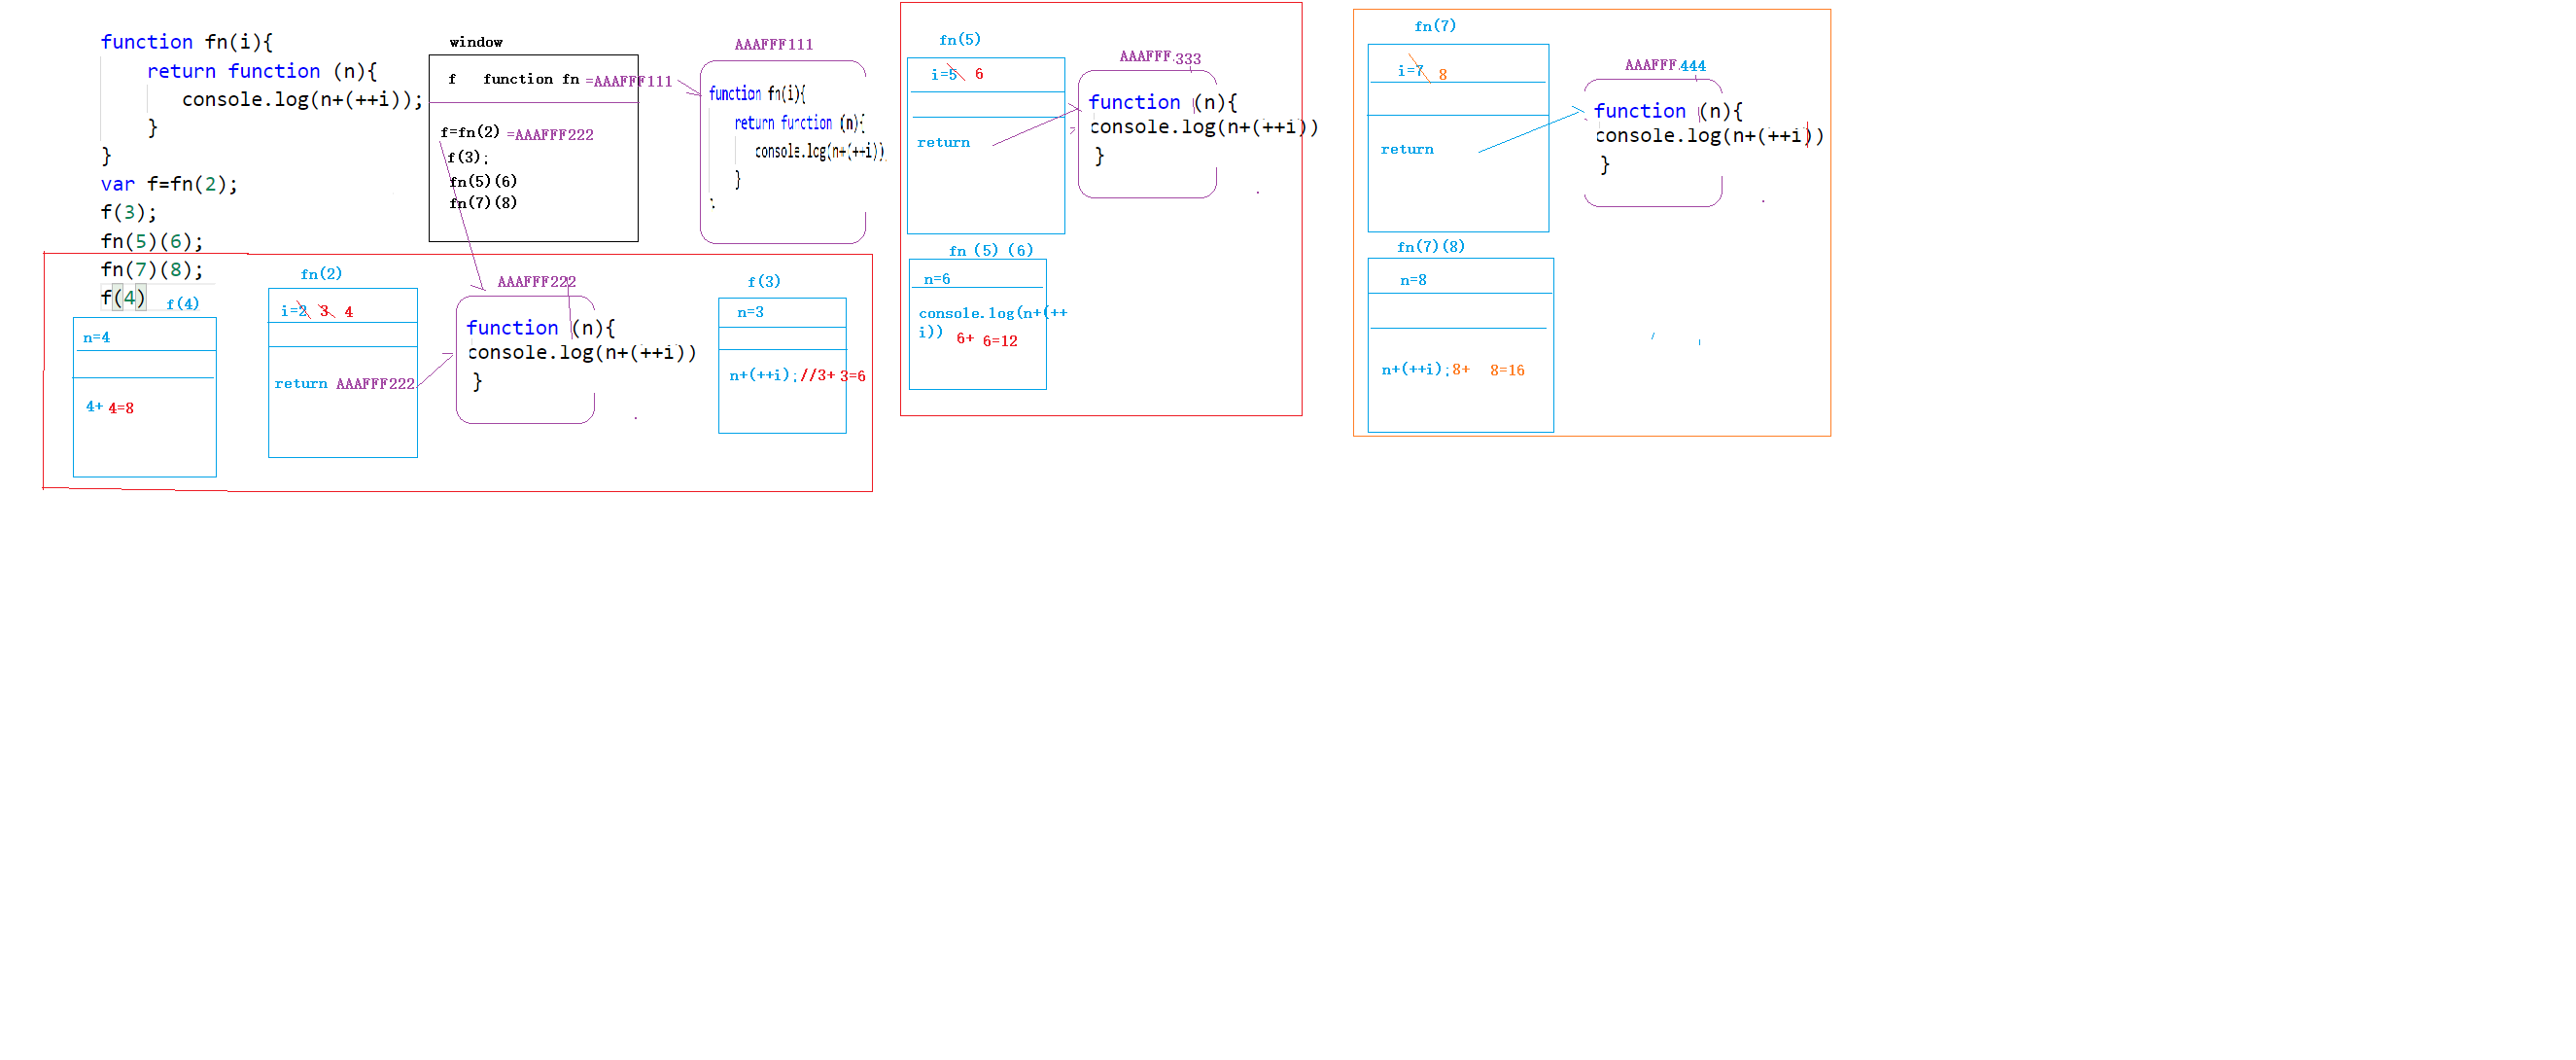 function fn(i){
return function (n){
console.log(n+(++i));
}
}
var f=fn(2);
f(3);
fn(5)(6);
fn(7)(8);
f(4)
window
f function fn =AAAFFF111
f=fn(2) =AAAFFF222
f(3);
fn(5)(6)
fn(7)(8)
AAAFFF111
function fn(i){
return function (n){
console.log(n+(++i));
}
f(4)
n=4
4+ 4=8
fn(2)
i=2 3 4
return AAAFFF222
AAAFFF222
function (n){
console.log(n+(++i))
}
f(3)
n=3
n+(++i);//3+ 3=6
fn(5)
i=5 6
return
AAAFFF.333
function (n){
console.log(n+(++i))
}
fn (5) (6)
n=6
console.log(n+(++
i)) 6+ 6=12
fn(7)
i=7 8
return
AAAFFF.444
function (n){
console.log(n+(++i))
}
fn(7)(8)
n=8
n+(++i);8+ 8=16